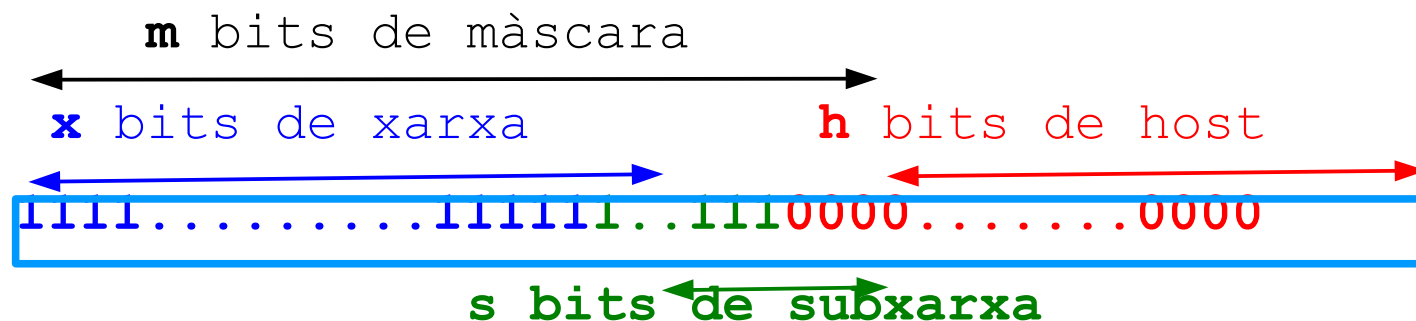 m bits de màscara
x bits de xarxa h bits de host
1111.........111111..1110000.......0000
s bits de subxarxa